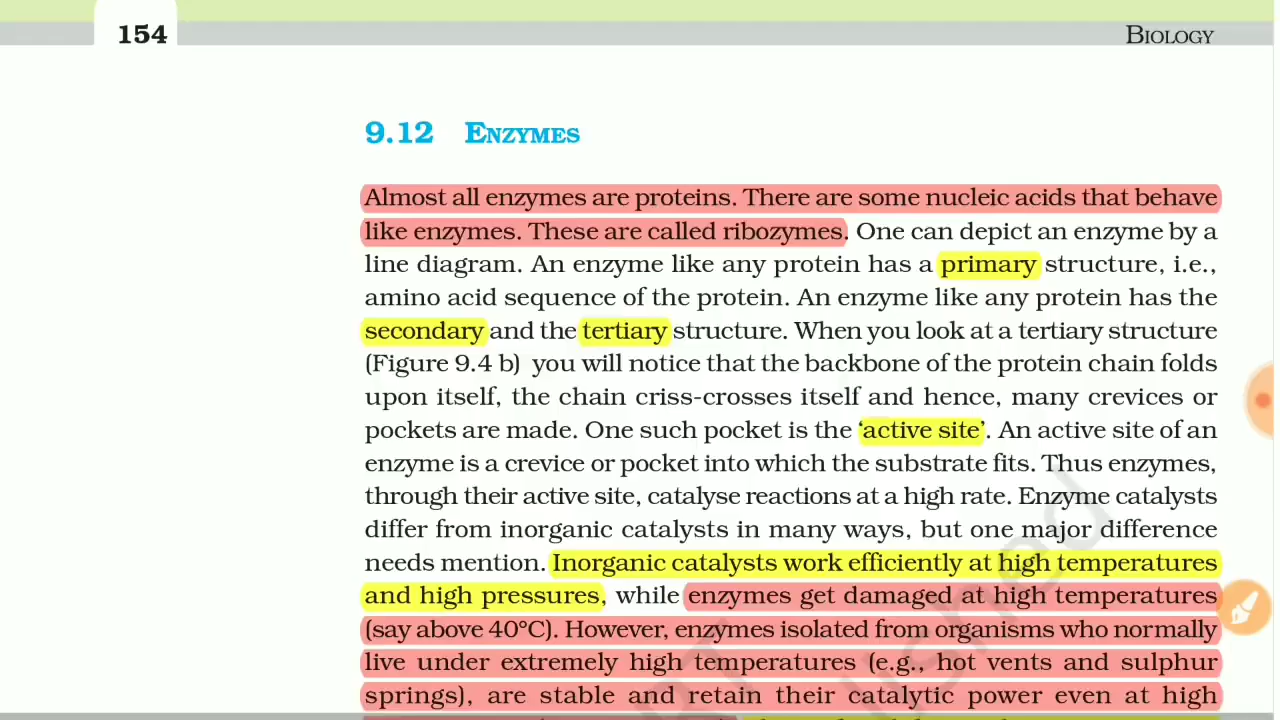 154
BIOLOGY
9.12 ENZYMES
Almost all enzymes are proteins. There are some nucleic acids that behave
like enzymes. These are called ribozymes. One can depict an enzyme by a
line diagram. An enzyme like any protein has a primary structure, i.e.,
amino acid sequence of the protein. An enzyme like any protein has the
secondary and the tertiary structure. When you look at a tertiary structure
(Figure 9.4 b) you will notice that the backbone of the protein chain folds
upon itself, the chain criss-crosses itself and hence, many crevices or
pockets are made. One such pocket is the ‘active site’. An active site of an
enzyme is a crevice or pocket into which the substrate fits. Thus enzymes,
through their active site, catalyse reactions at a high rate. Enzyme catalysts
differ from inorganic catalysts in many ways, but one major difference
needs mention. Inorganic catalysts work efficiently at high temperatures
and high pressures, while enzymes get damaged at high temperatures
(say above 40°C). However, enzymes isolated from organisms who normally
live under extremely high temperatures (e.g., hot vents and sulphur
springs), are stable and retain their catalytic power even at high